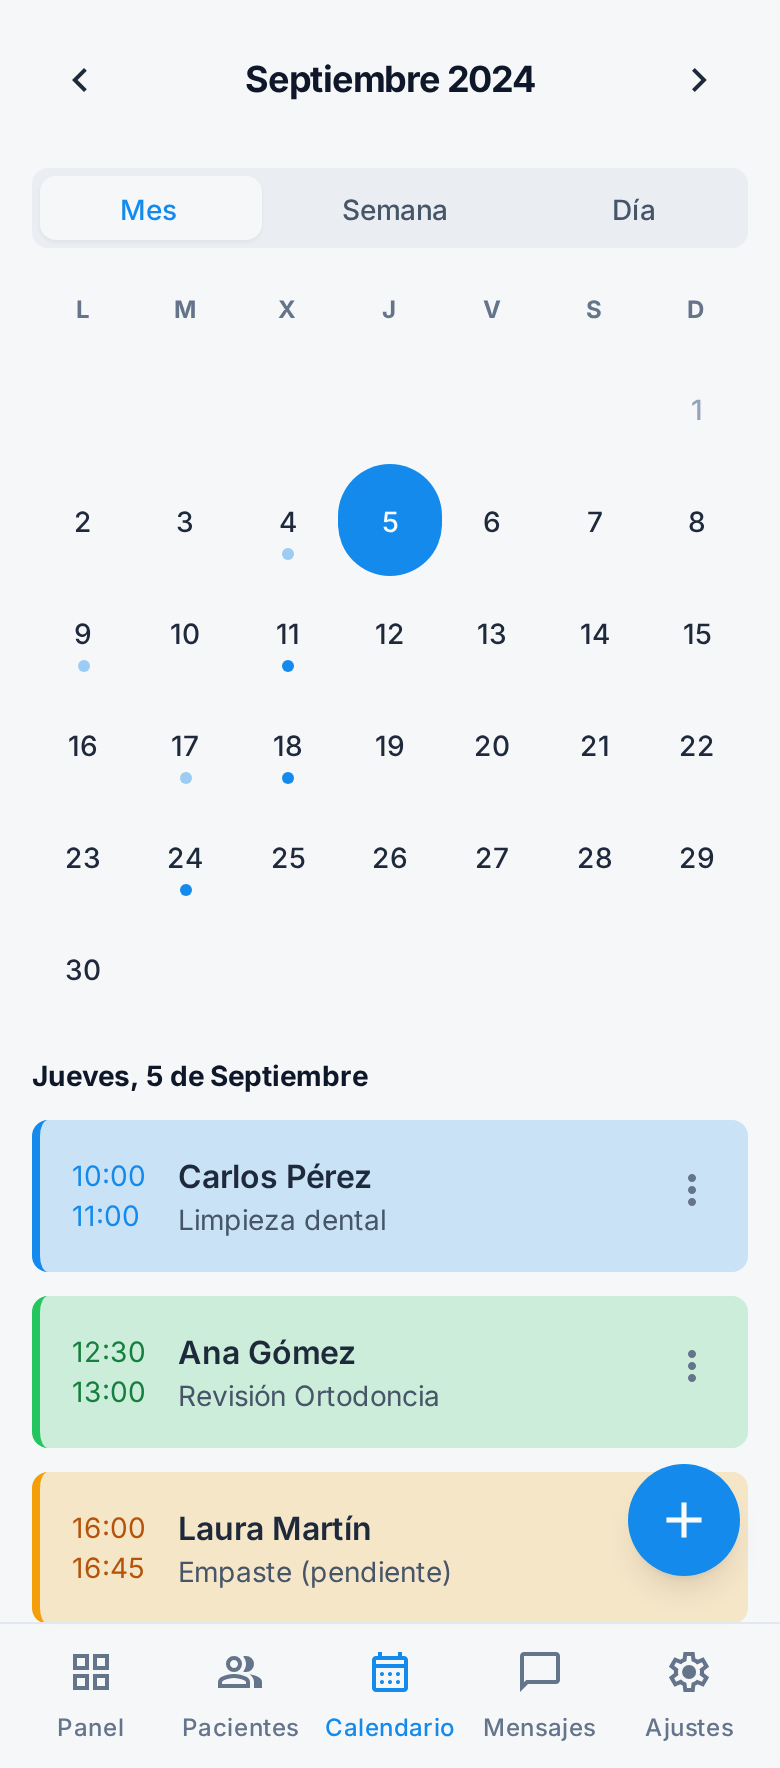 Septiembre 2024
Mes Semana Día
L M X J V S D
1
2 3 4 5 6 7 8
9 10 11 12 13 14 15
16 17 18 19 20 21 22
23 24 25 26 27 28 29
30
Jueves, 5 de Septiembre
10:00 Carlos Pérez
11:00 Limpieza dental
12:30 Ana Gómez
13:00 Revisión Ortodoncia
16:00 Laura Martín
16:45 Empaste (pendiente)
Panel Pacientes Calendario Mensajes Ajustes